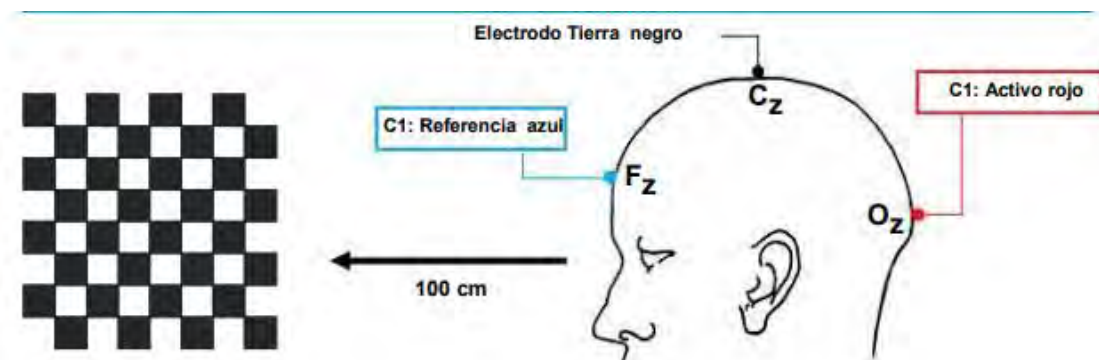 Electrodo Tierra negro
C1: Activo rojo
Cz
C1: Referencia azul
Fz
Oz
100 cm